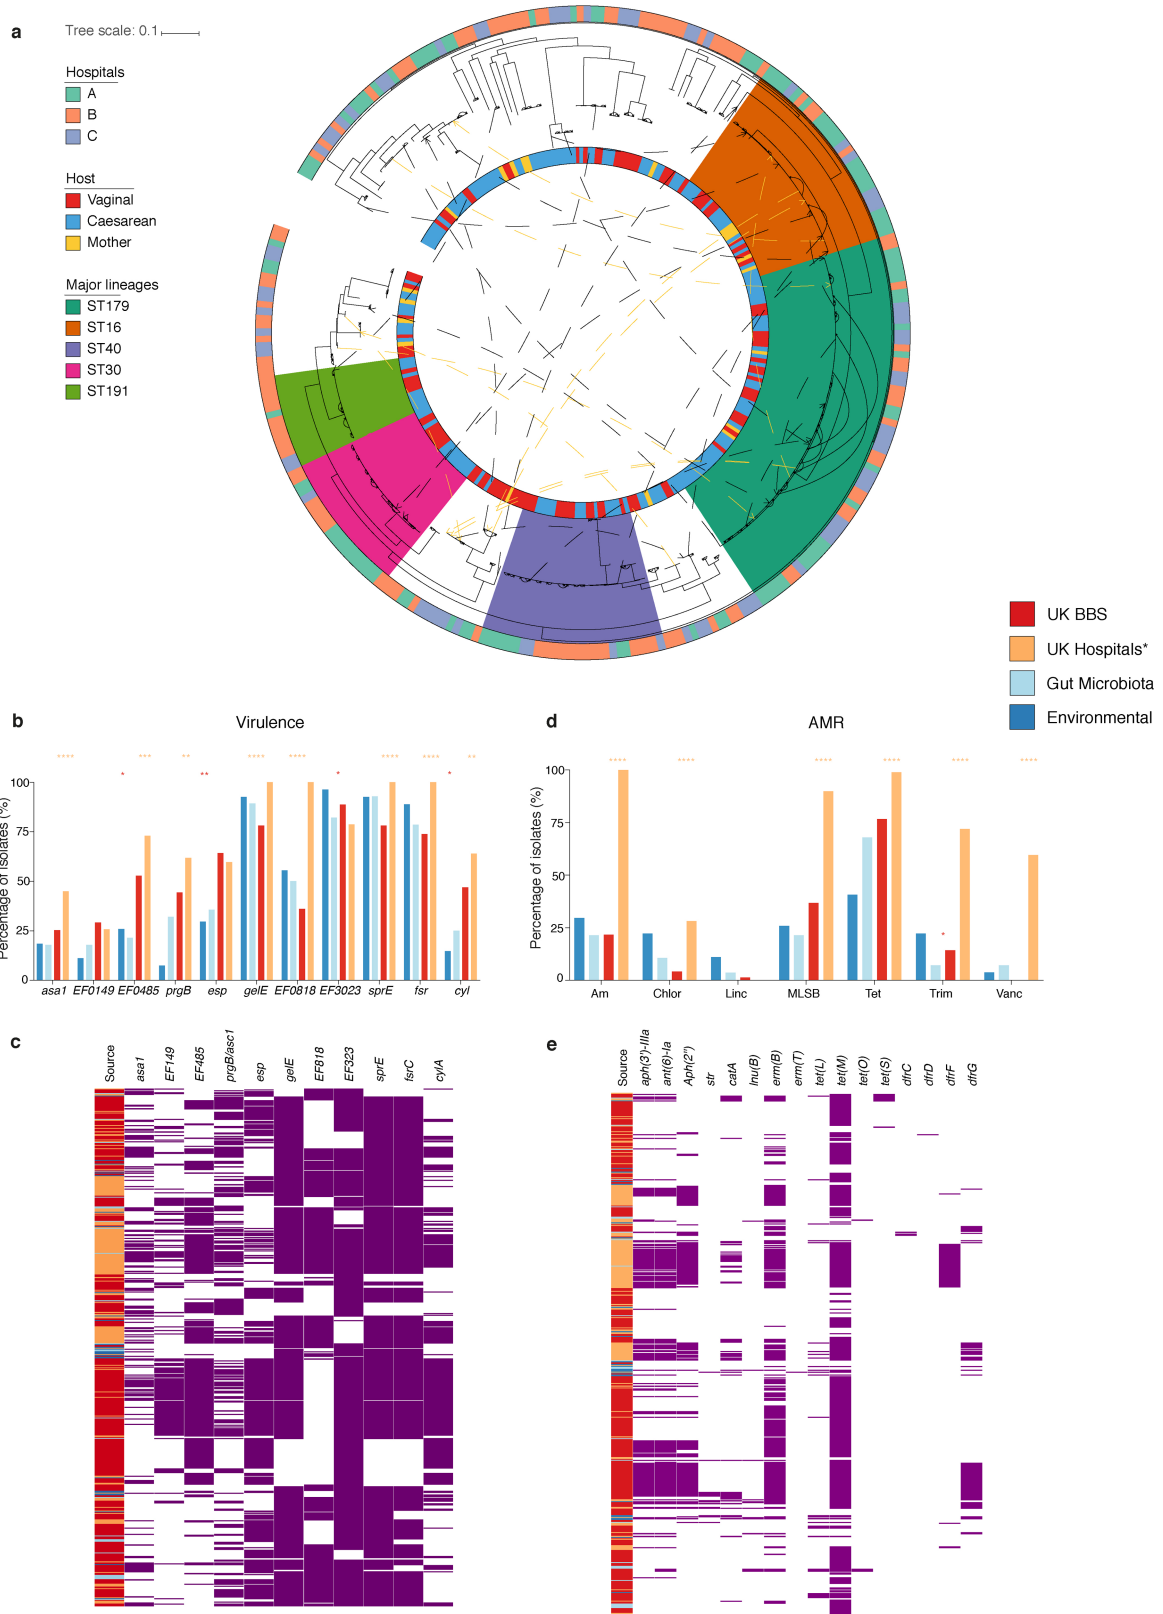 a
Tree scale: 0.1
Hospitals
A
B
C
Host
Vaginal
Caesarean
Mother
Major lineages
ST179
ST16
ST40
ST30
ST191
UK BBS
UK Hospitals*
Gut Microbiota
Environmental
b
Virulence
**** *** ** **** **** **** **** **
* ** * *
Percentage of isolates (%)
100
75
50
25
0
asa1 EF0149 EF0485 prgB esp gelE EF0818 EF3023 sprE fsr cyl
d
AMR
**** **** **** **** **** ****
*
Percentage of isolates (%)
100
75
50
25
0
Am Chlor Linc MLSB Tet Trim Vanc
c
Source asa1 EF149 EF485 prgB/asc1 esp gelE EF818 EF323 sprE fsrC cylA
e
Source aph(3')-IIIa ant(6)-Ia Aph(2'') str catA lnu(B) erm(B) erm(T) tet(L) tet(M) tet(O) tet(S) dfrC dfrD dfrF dfrG